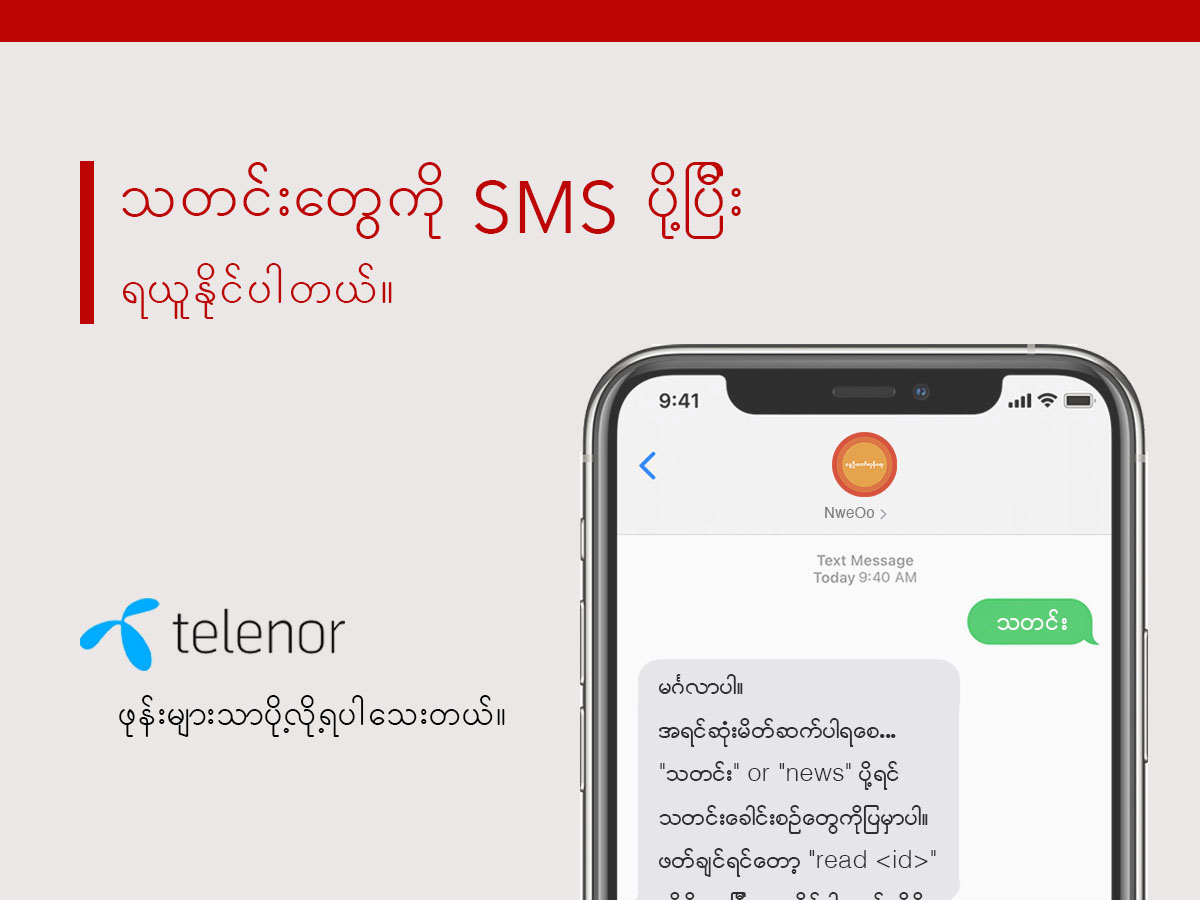 သတင်းတွေကို SMS ပို့ပြီး
ရယူနိုင်ပါတယ်။
9:41
NweOo >
Text Message
Today 9:40 AM
သတင်း
မင်္ဂလာပါ။
အရင်ဆုံးမိတ်ဆက်ပါရစေ...
"သတင်း" or "news" ပို့ရင်
သတင်းခေါင်းစဉ်တွေကိုပြမှာပါ။
ဖတ်ချင်ရင်တော့ "read <id>"
telenor
ဖုန်းများသာပို့လို့ရပါသေးတယ်။